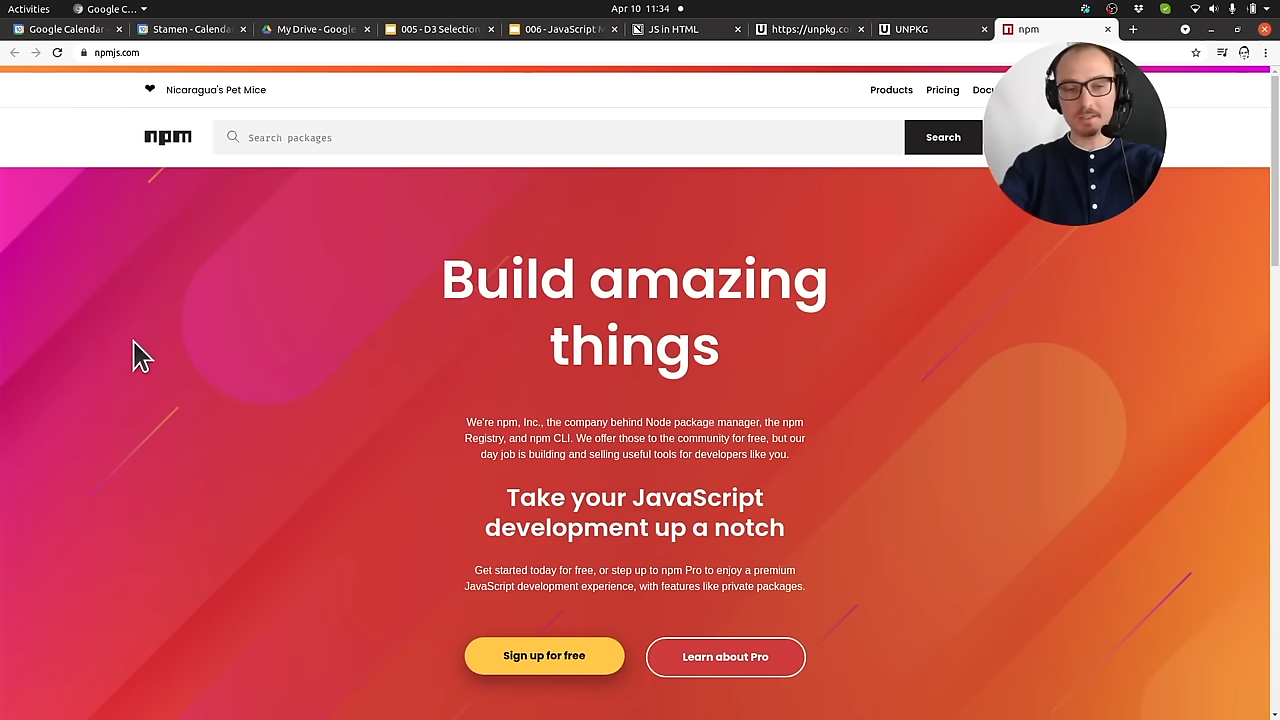 Activities
Google C...
Apr 10 11:34
Google Calendar
Stamen - Calenda
My Drive - Google
005 - D3 Selection
006 - JavaScript M
JS in HTML
https://unpkg.co
UNPKG
npm
npmjs.com
❤ Nicaragua's Pet Mice
Products
Pricing
Docu
npm
Search packages
Search
Build amazing
things
We're npm, Inc., the company behind Node package manager, the npm
Registry, and npm CLI. We offer those to the community for free, but our
day job is building and selling useful tools for developers like you.
Take your JavaScript
development up a notch
Get started today for free, or step up to npm Pro to enjoy a premium
JavaScript development experience, with features like private packages.
Sign up for free
Learn about Pro